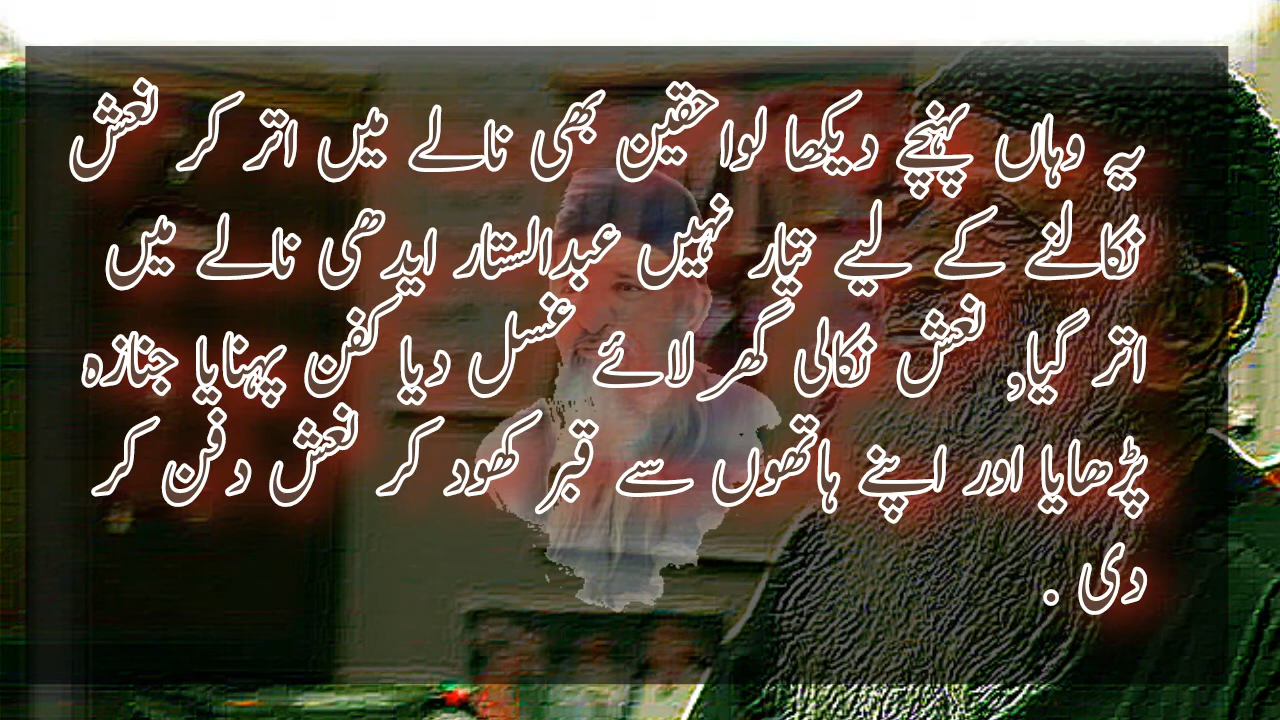 یہ وہاں پہنچے دیکھا لواحقین بھی نالے میں اتر کر نعش
نکالنے کے لیے تیار نہیں عبدالستار ایدھی نالے میں
اتر گیا, نعش نکالی گھر لائے غسل دیا کفن پہنایا جنازہ
پڑھایا اور اپنے ہاتھوں سے قبر کھود کر نعش دفن کر
دی .